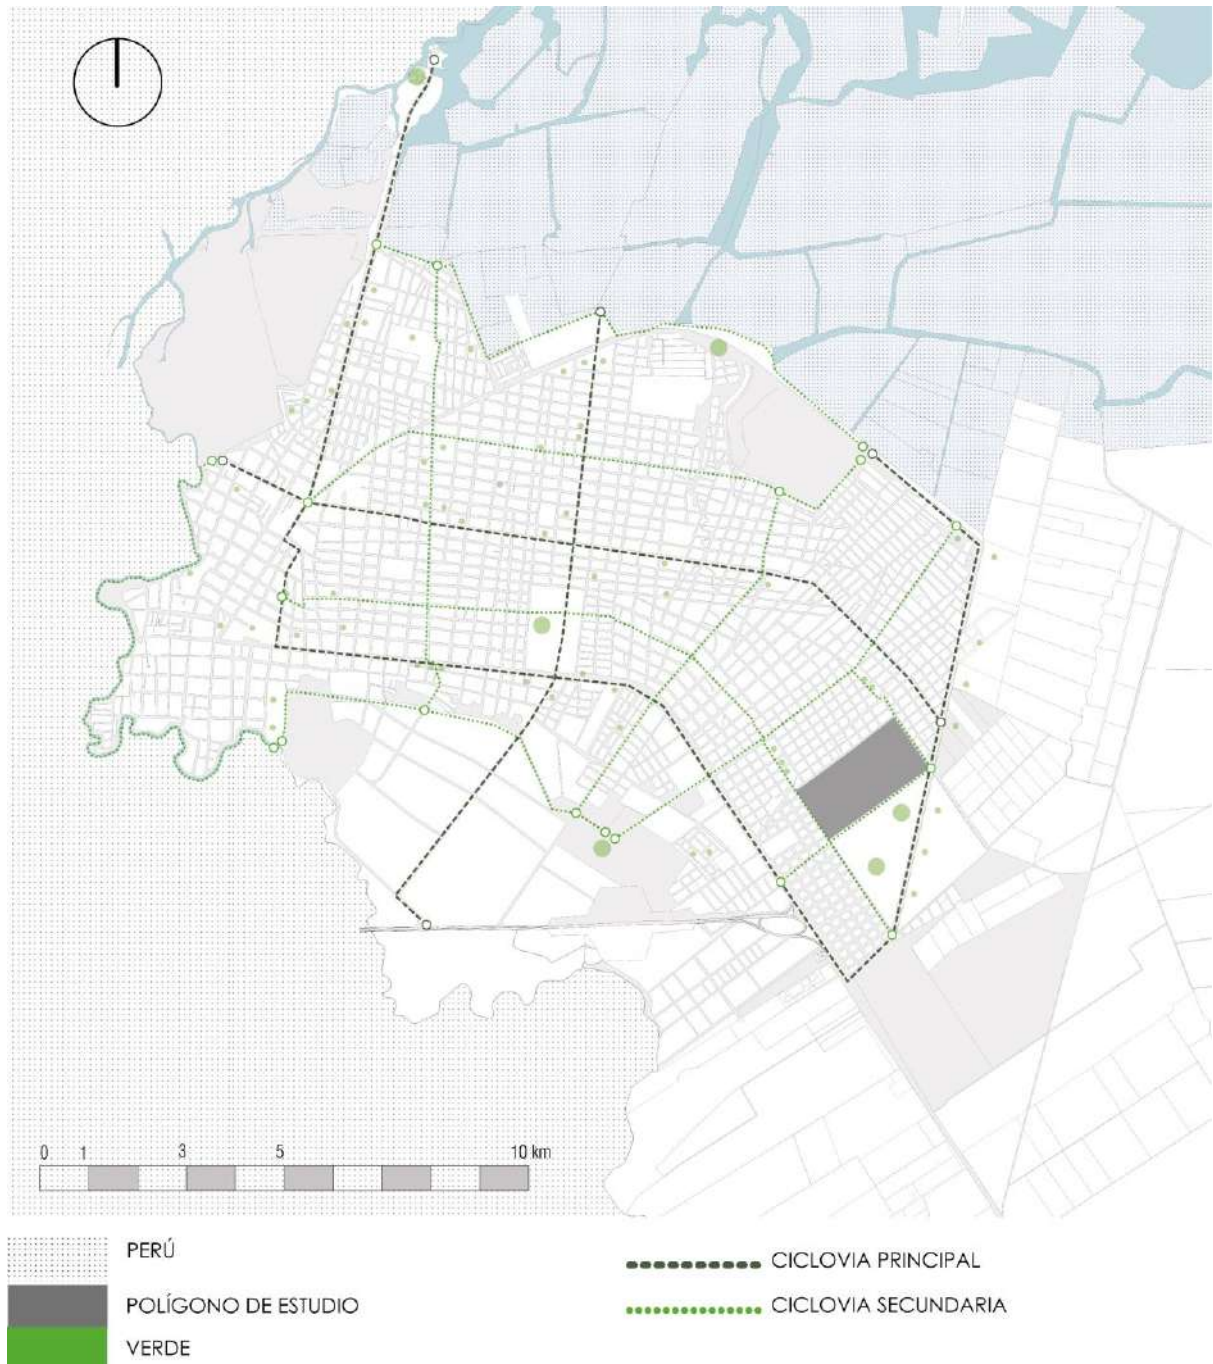 0 1 3 5 10 km
PERÚ
POLÍGONO DE ESTUDIO
VERDE
CICLOVIA PRINCIPAL
CICLOVIA SECUNDARIA